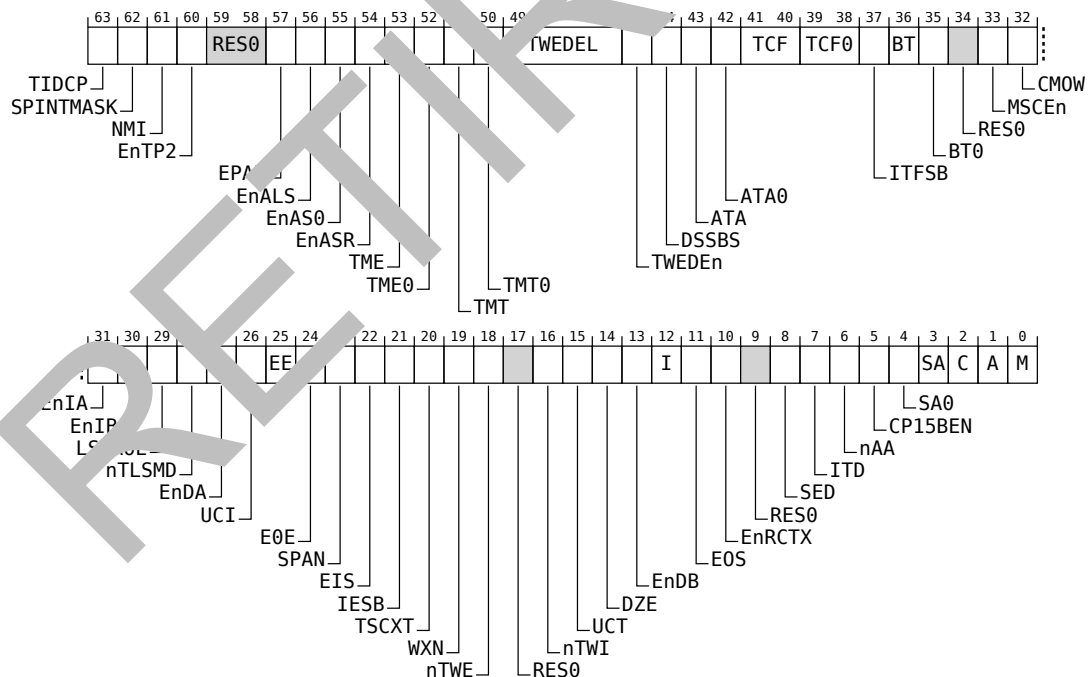 63 62 61 60 59 58 57 56 55 54 53 52 50 49 43 42 41 40 39 38 37 36 35 34 33 32
RES0 TWEDEL TCF TCF0 BT
TIDCP CMOW
SPINTMASK MSCEn
NMI RES0
EnTP2 BT0
ITFSB
EnALS ATA0
EnAS0 ATA
EnASR DSSBS
TME TWEDEn
TME0 TMT0
TMT
31 30 29 26 25 24 22 21 20 19 18 17 16 15 14 13 12 11 10 9 8 7 6 5 4 3 2 1 0
EE I SA C A M
EnIA SA0
CP15BEN
nAA
nTLSMD ITD
EnDA SED
UCI RES0
E0E EnRCTX
SPAN EOS
EIS EnDB
IESB DZE
TSCXT UCT
WXN nTWI
nTWE RES0